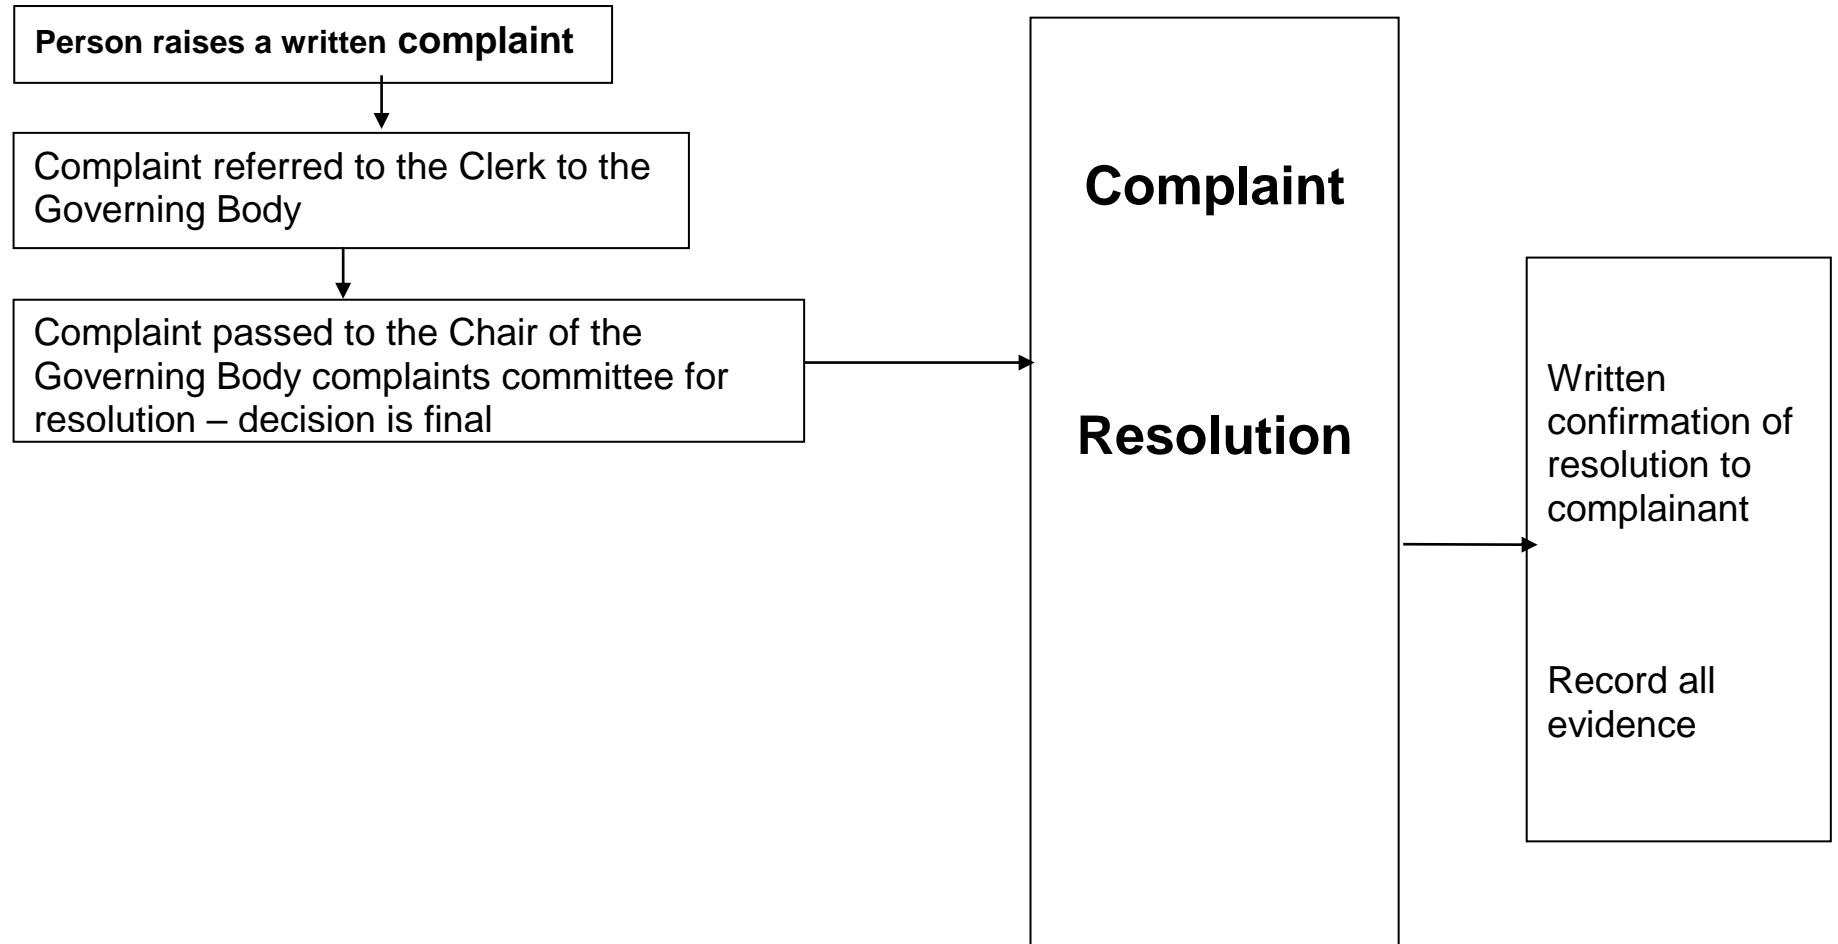 Person raises a written complaint
Complaint referred to the Clerk to the
Governing Body
Complaint passed to the Chair of the
Governing Body complaints committee for
resolution – decision is final
Complaint
Resolution
Written
confirmation of
resolution to
complainant
Record all
evidence